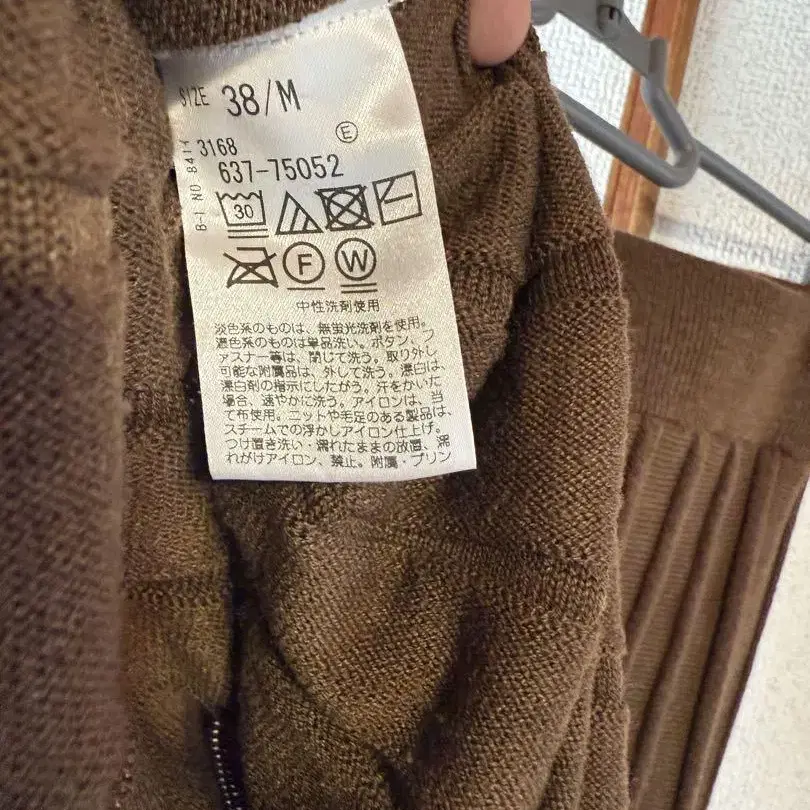 SIZE 38/M
E
3168
637-75052
B-1 NO 8414
30
F W
中性洗剤使用
淡色系のものは、無蛍光洗剤を使用。
濃色系のものは単品洗い。ボタン、フ
ァスナー等は、閉じて洗う。取り外し
可能な附属品は、外して洗う。漂白は、
漂白剤の指示にしたがう。汗をかいた
場合、速やかに洗う。アイロンは、当
て布使用。ニットや毛足のある製品は、
スチームでの浮かしアイロン仕上げ。
つけ置き洗い・濡れたままの放置、濡
れがけアイロン、禁止。附属・プリン